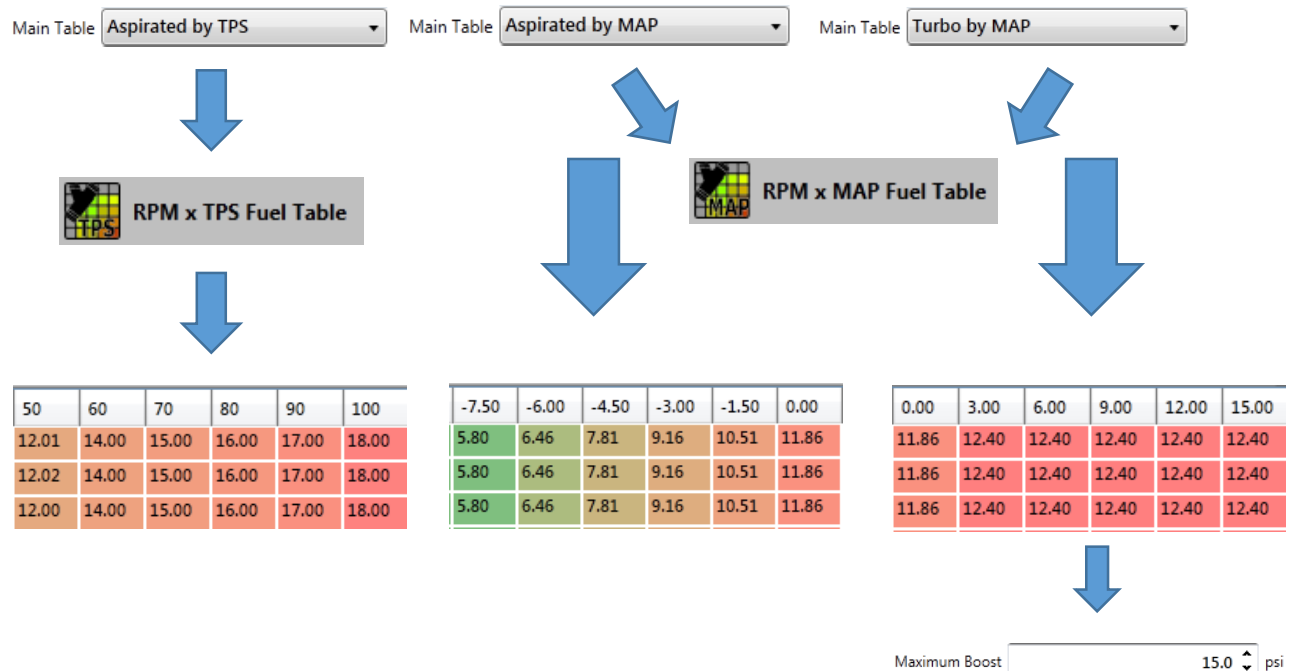 Main Table Aspirated by TPS
Main Table Aspirated by MAP
Main Table Turbo by MAP
TPS RPM x TPS Fuel Table
MAP RPM x MAP Fuel Table
50 60 70 80 90 100
12.01 14.00 15.00 16.00 17.00 18.00
12.02 14.00 15.00 16.00 17.00 18.00
12.00 14.00 15.00 16.00 17.00 18.00
-7.50 -6.00 -4.50 -3.00 -1.50 0.00
5.80 6.46 7.81 9.16 10.51 11.86
5.80 6.46 7.81 9.16 10.51 11.86
5.80 6.46 7.81 9.16 10.51 11.86
0.00 3.00 6.00 9.00 12.00 15.00
11.86 12.40 12.40 12.40 12.40 12.40
11.86 12.40 12.40 12.40 12.40 12.40
11.86 12.40 12.40 12.40 12.40 12.40
Maximum Boost 15.0 psi